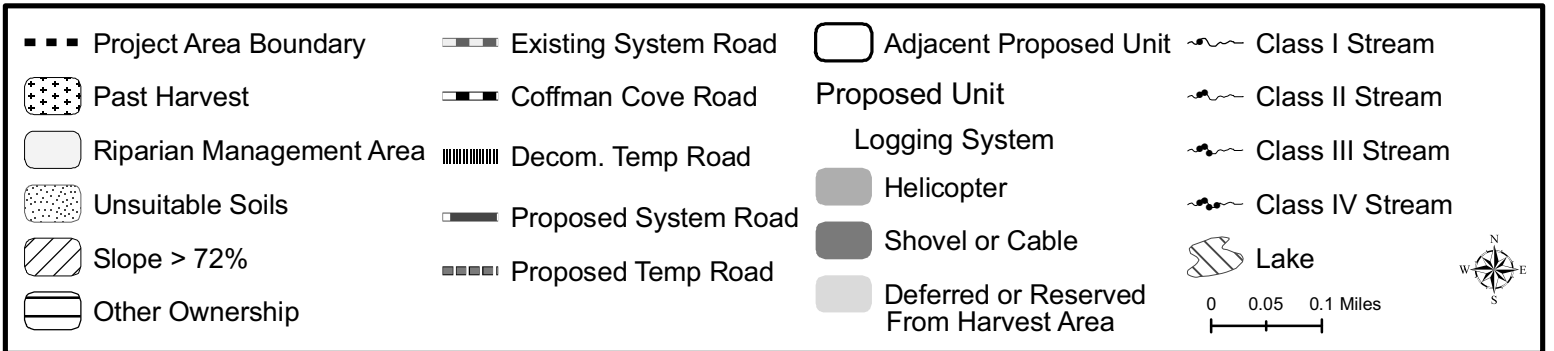 Project Area Boundary
Past Harvest
Riparian Management Area
Unsuitable Soils
Slope > 72%
Other Ownership
Existing System Road
Coffman Cove Road
Decom. Temp Road
Proposed System Road
Proposed Temp Road
Adjacent Proposed Unit
Proposed Unit
Logging System
Helicopter
Shovel or Cable
Deferred or Reserved
From Harvest Area
Class I Stream
Class II Stream
Class III Stream
Class IV Stream
Lake
0 0.05 0.1 Miles
N
W E
S